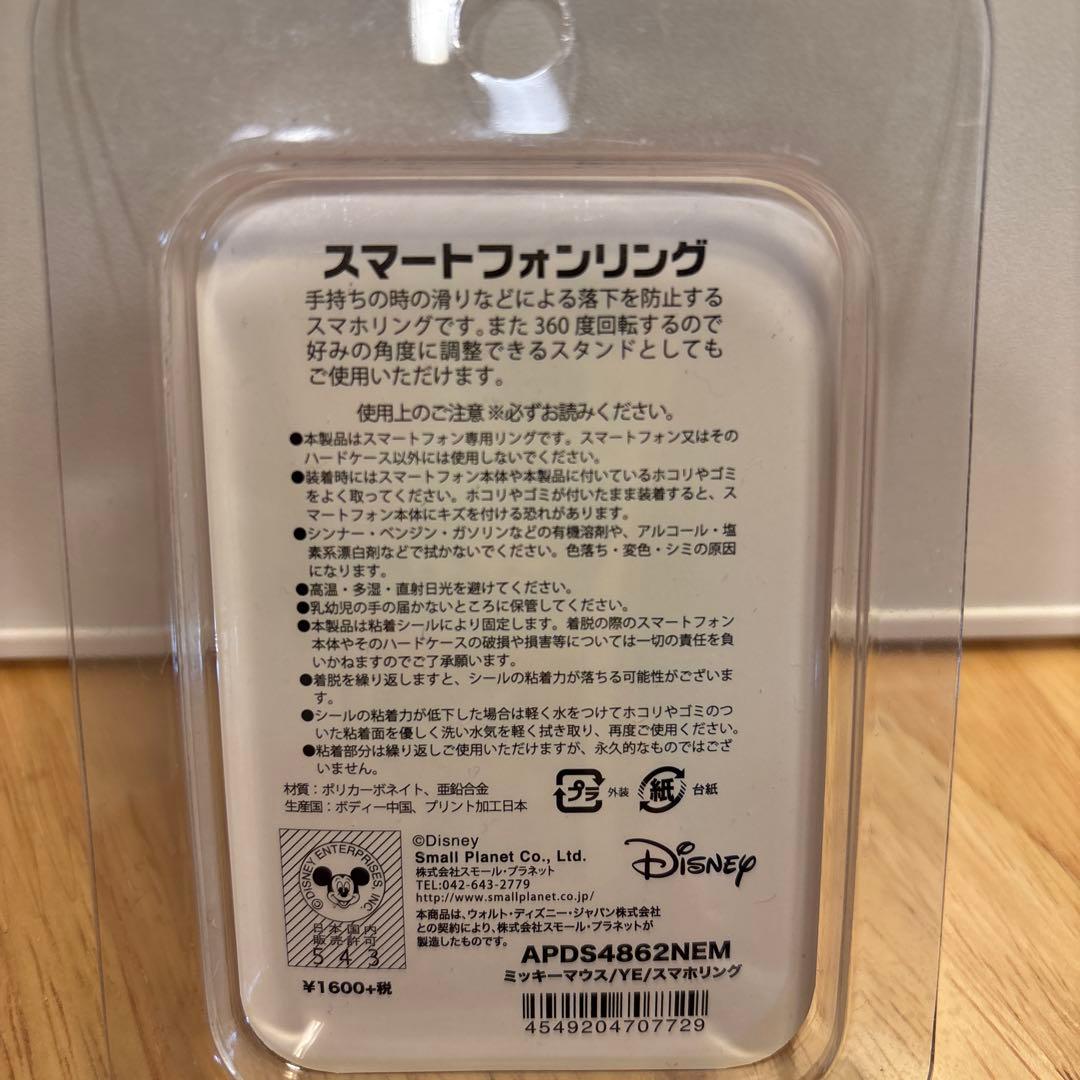 スマートフォンリング
手持ちの時の滑りなどによる落下を防止する
スマホリングです。また 360 度回転するので
好みの角度に調整できるスタンドとしても
ご使用いただけます。
使用上のご注意 ※必ずお読みください。
●本製品はスマートフォン専用リングです。スマートフォン又はその
ハードケース以外には使用しないでください。
●装着時にはスマートフォン本体や本製品に付いているホコリやゴミ
をよく取ってください。ホコリやゴミが付いたまま装着すると、ス
マートフォン本体にキズを付ける恐れがあります。
●シンナー・ベンジン・ガソリンなどの有機溶剤や、アルコール・塩
素系漂白剤などで拭かないでください。色落ち・変色・シミの原因
になります。
●高温・多湿・直射日光を避けてください。
●乳幼児の手の届かないところに保管してください。
●本製品は粘着シールにより固定します。着脱の際のスマートフォン
本体やそのハードケースの破損や損害等については一切の責任を負
いかねますのでご了承願います。
●着脱を繰り返しますと、シールの粘着力が落ちる可能性がございま
す。
●シールの粘着力が低下した場合は軽く水をつけてホコリやゴミのつ
いた粘着面を優しく洗い水気を軽く拭き取り、再度ご使用ください。
●粘着部分は繰り返しご使用いただけますが、永久的なものではござ
いません。
材質：ポリカーボネイト、亜鉛合金
生産国：ボディー中国、プリント加工日本
プラ 外装 紙 台紙
©DISNEY ENTERPRISES, INC.
日本国内
販売許可
543
¥1600+税
©Disney
Small Planet Co., Ltd.
株式会社スモール・プラネット
TEL:042-643-2779
http://www.smallplanet.co.jp/
本商品は、ウォルト・ディズニー・ジャパン株式会社
との契約により、株式会社スモール・プラネットが
製造したものです。
Disney
APDS4862NEM
ミッキーマウス/YE/スマホリング
4549204707729